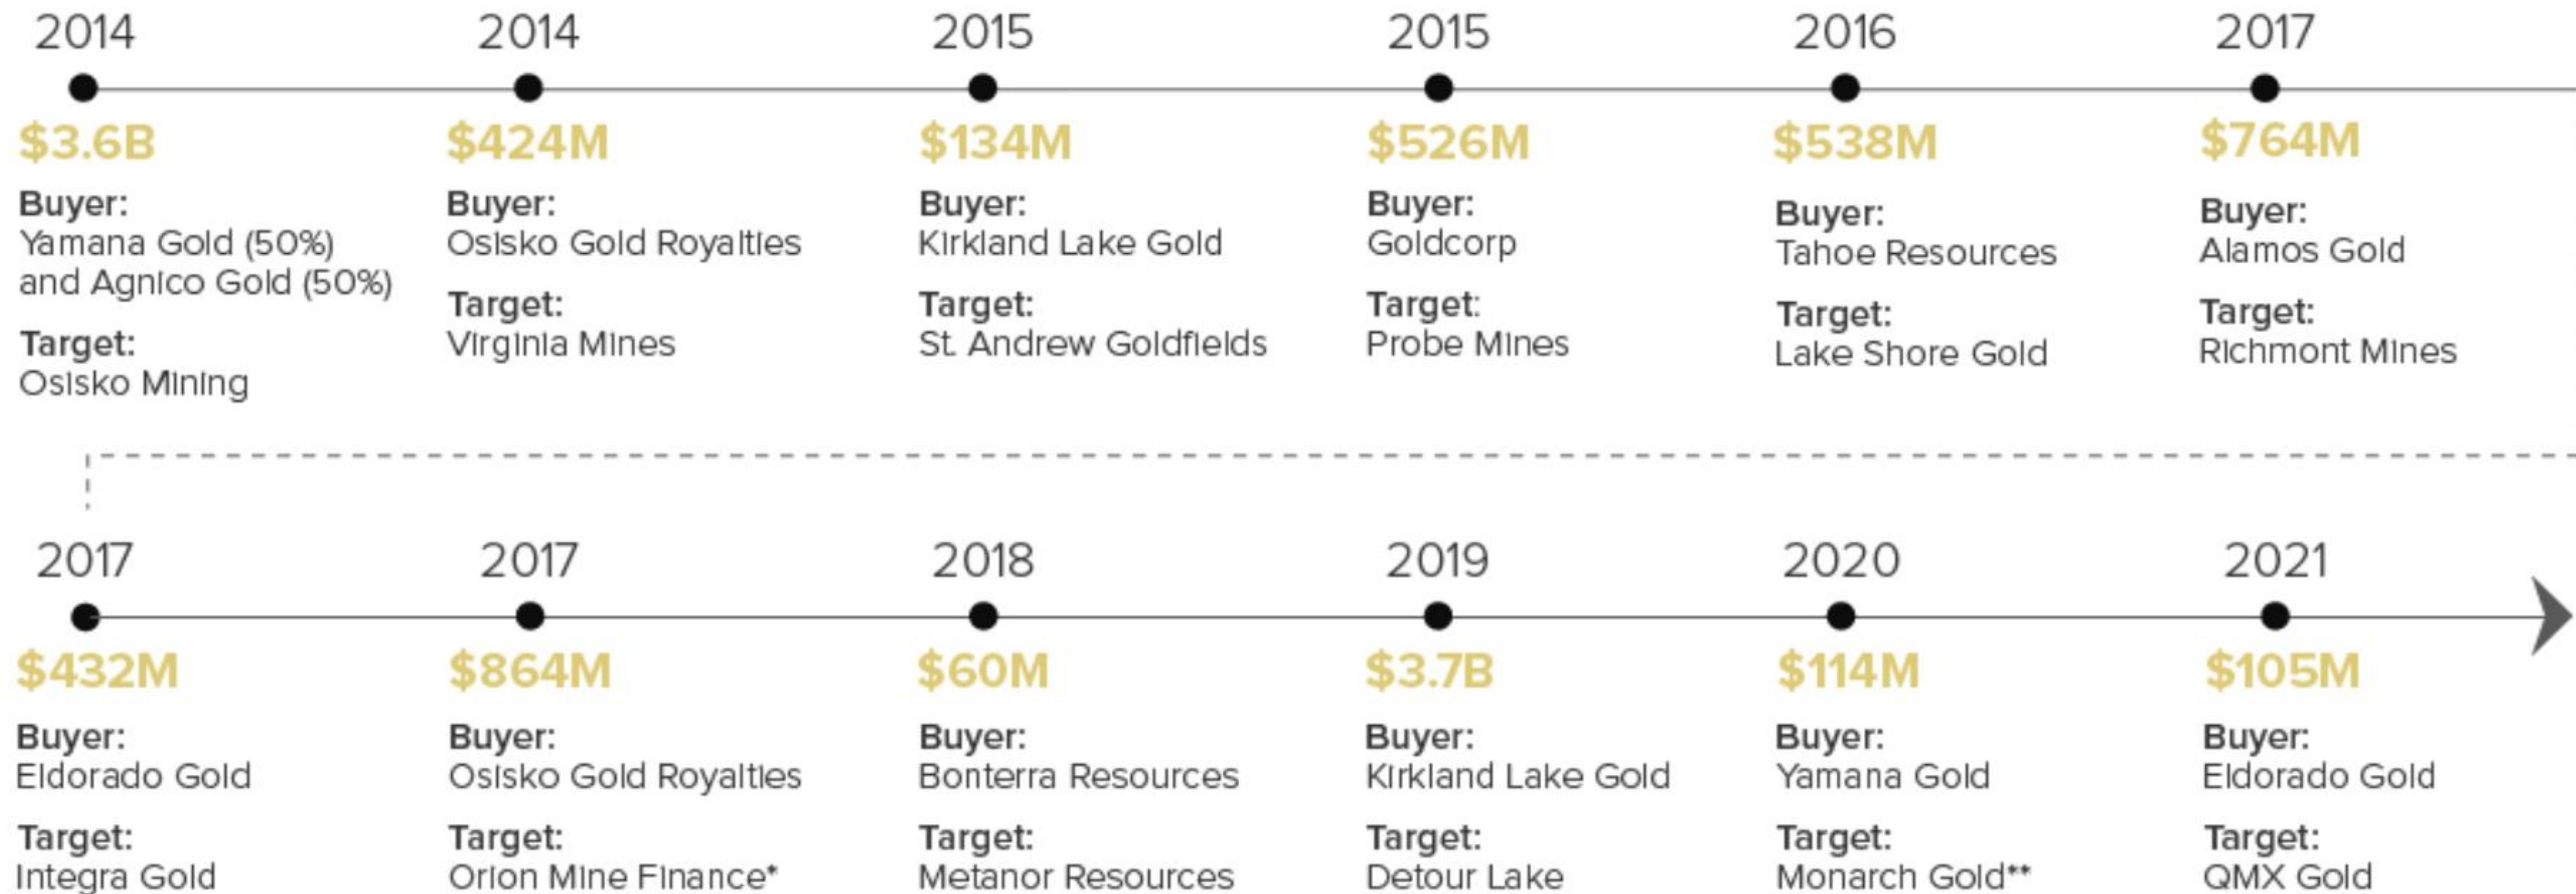 2014
$3.6B
Buyer:
Yamana Gold (50%)
and Agnico Gold (50%)
Target:
Osisko Mining
2014
$424M
Buyer:
Osisko Gold Royalties
Target:
Virginia Mines
2015
$134M
Buyer:
Kirkland Lake Gold
Target:
St. Andrew Goldfields
2015
$526M
Buyer:
Goldcorp
Target:
Probe Mines
2016
$538M
Buyer:
Tahoe Resources
Target:
Lake Shore Gold
2017
$764M
Buyer:
Alamos Gold
Target:
Richmont Mines
2017
$432M
Buyer:
Eldorado Gold
Target:
Integra Gold
2017
$864M
Buyer:
Osisko Gold Royalties
Target:
Orion Mine Finance*
2018
$60M
Buyer:
Bonterra Resources
Target:
Metanor Resources
2019
$3.7B
Buyer:
Kirkland Lake Gold
Target:
Detour Lake
2020
$114M
Buyer:
Yamana Gold
Target:
Monarch Gold**
2021
$105M
Buyer:
Eldorado Gold
Target:
QMX Gold